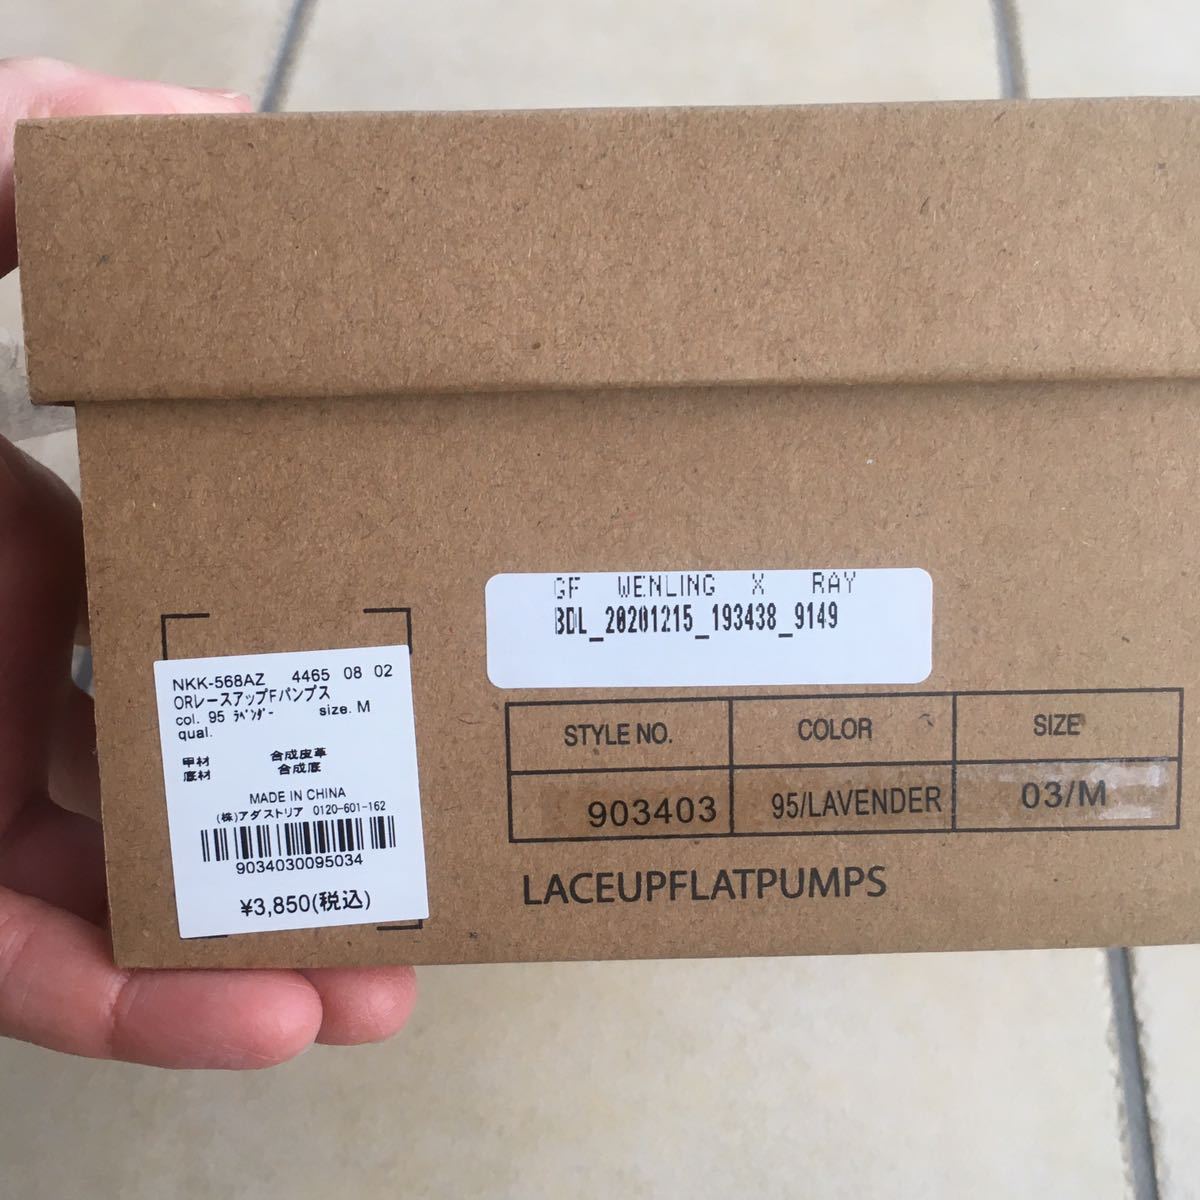 GF WENLING X RAY
BDL_20201215_193438_9149
NKK-568AZ 4465 08 02
ORレースアップFパンプス
col. 95 ﾗﾍﾞﾝﾀﾞｰ size. M
qual.
甲材 合成皮革
底材 合成底
MADE IN CHINA
(株)アダストリア 0120-601-162
9034030095034
¥3,850(税込)
STYLE NO. COLOR SIZE
903403 95/LAVENDER 03/M
LACEUPFLATPUMPS